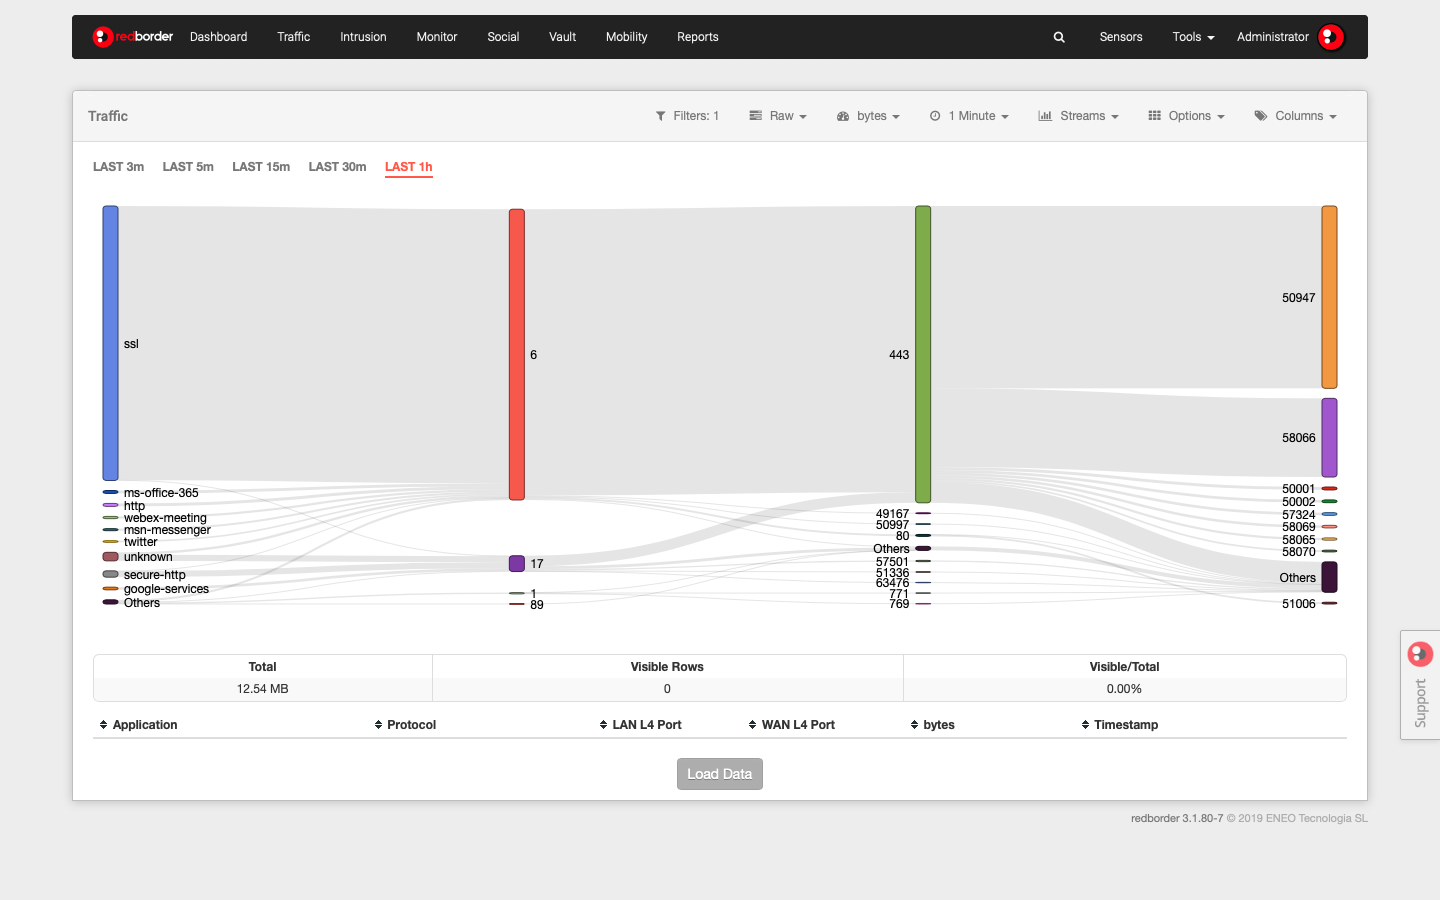 redborder Dashboard Traffic Intrusion Monitor Social Vault Mobility Reports Sensors Tools Administrator
Traffic Filters: 1 Raw bytes 1 Minute Streams Options Columns
LAST 3m LAST 5m LAST 15m LAST 30m LAST 1h
ssl
ms-office-365
http
webex-meeting
msn-messenger
twitter
unknown
secure-http
google-services
Others
6
17
1
89
443
49167
50997
80
Others
57501
51336
63476
771
769
50947
58066
50001
50002
57324
58069
58065
58070
Others
51006
Total Visible Rows Visible/Total
12.54 MB 0 0.00%
Application Protocol LAN L4 Port WAN L4 Port bytes Timestamp
Load Data
redborder 3.1.80-7 © 2019 ENEO Tecnología SL
Support